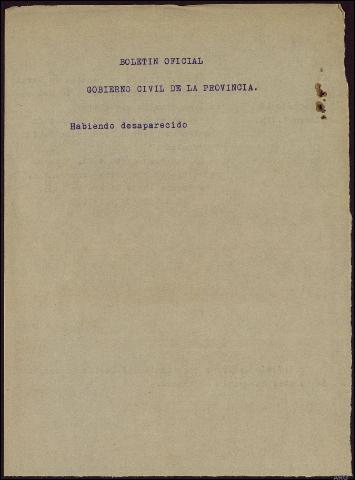 BOLETIN OFICIAL
GOBIERNO CIVIL DE LA PROVINCIA.
Habiendo desaparecido